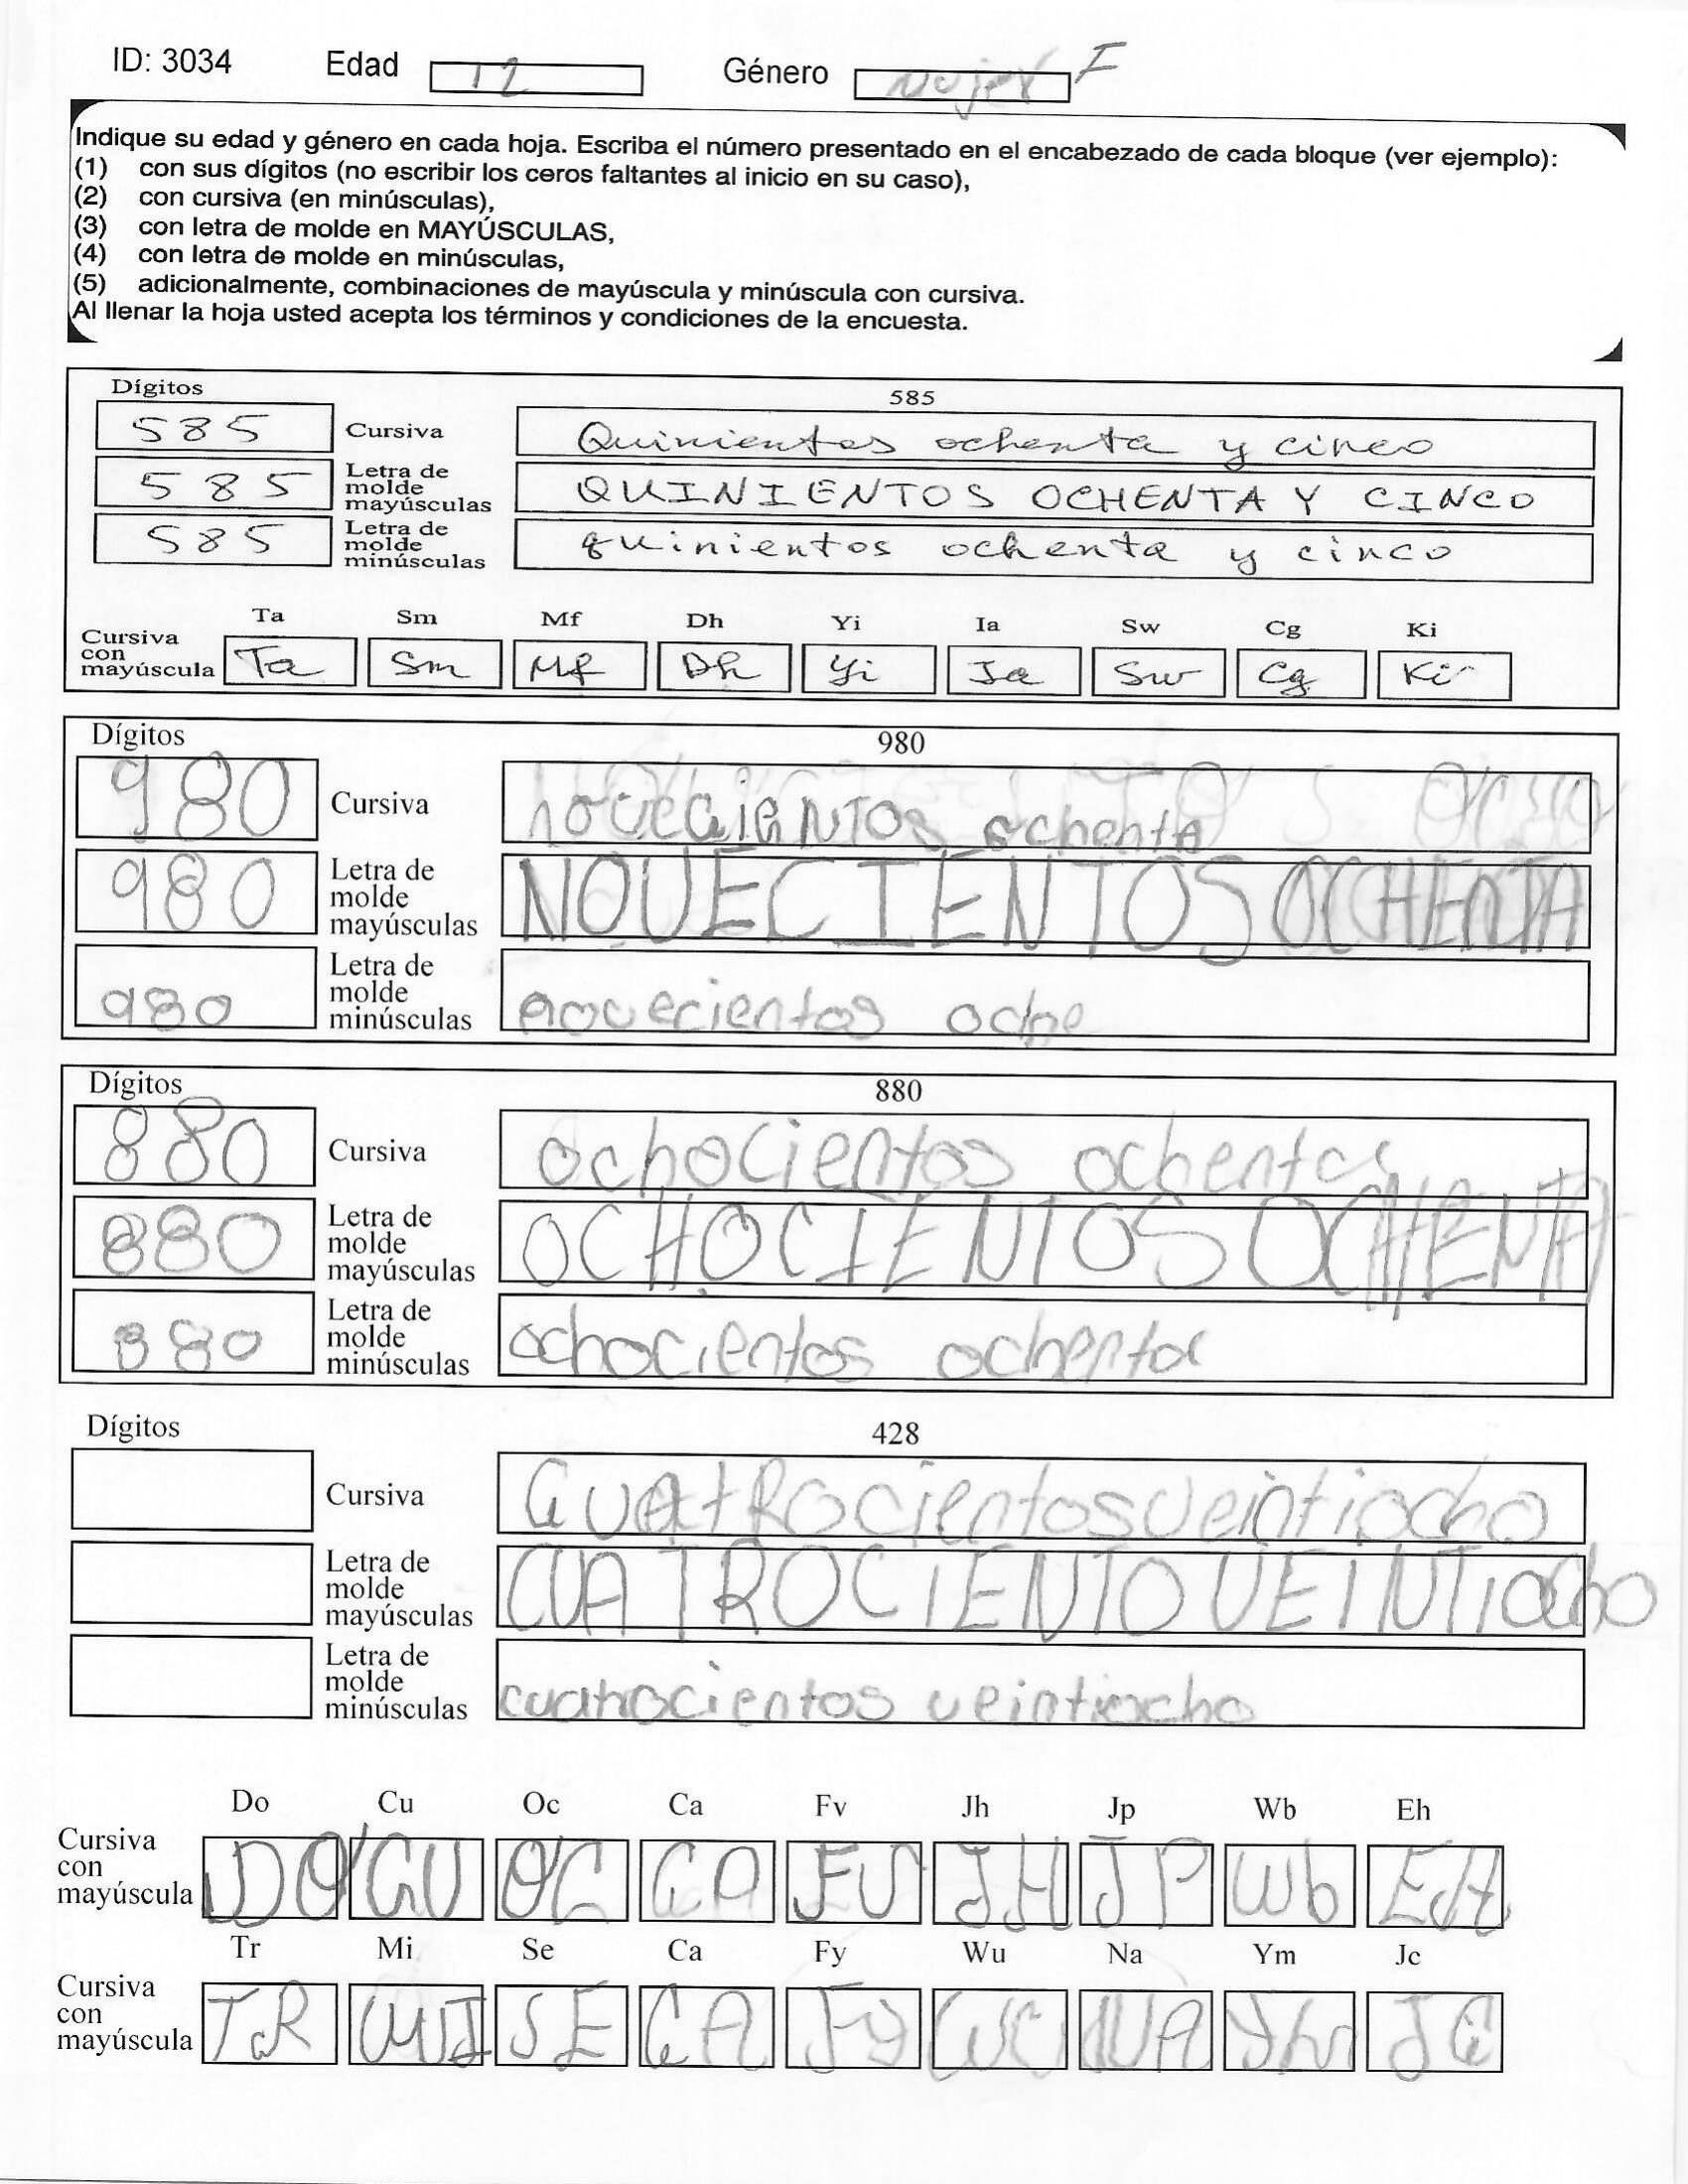 ID: 3034 Edad 12 Género mujer F
Indique su edad y género en cada hoja. Escriba el número presentado en el encabezado de cada bloque (ver ejemplo):
(1) con sus dígitos (no escribir los ceros faltantes al inicio en su caso),
(2) con cursiva (en minúsculas),
(3) con letra de molde en MAYÚSCULAS,
(4) con letra de molde en minúsculas,
(5) adicionalmente, combinaciones de mayúscula y minúscula con cursiva.
Al llenar la hoja usted acepta los términos y condiciones de la encuesta.
Dígitos 585
585 Cursiva Quinientos ochenta y cinco
585 Letra de molde mayúsculas QUINIENTOS OCHENTA Y CINCO
585 Letra de molde minúsculas quinientos ochenta y cinco
Ta Sm Mf Dh Yi Ia Sw Cg Ki
Cursiva con mayúscula Ta Sm Mf Dh Yi Ia Sw Cg Ki
Dígitos 980
980 Cursiva novecientos ochenta
980 Letra de molde mayúsculas NOVECIENTOS OCHENTA
980 Letra de molde minúsculas novecientos oche
Dígitos 880
880 Cursiva ochocientos ochenta
880 Letra de molde mayúsculas OCHOCIENTOS OCHENTA
880 Letra de molde minúsculas ochocientos ochenta
Dígitos 428
Cursiva CuatRocientos veintiocho
Letra de molde mayúsculas CUATROCIENTO VEINTIocho
Letra de molde minúsculas cuatrocientos veintiocho
Do Cu Oc Ca Fv Jh Jp Wb Eh
Cursiva con mayúscula DO CU OC CA FV JH JP Wb EH
Tr Mi Se Ca Fy Wu Na Ym Jc
Cursiva con mayúscula TR MI SE CA Fy WU NA Ym JC